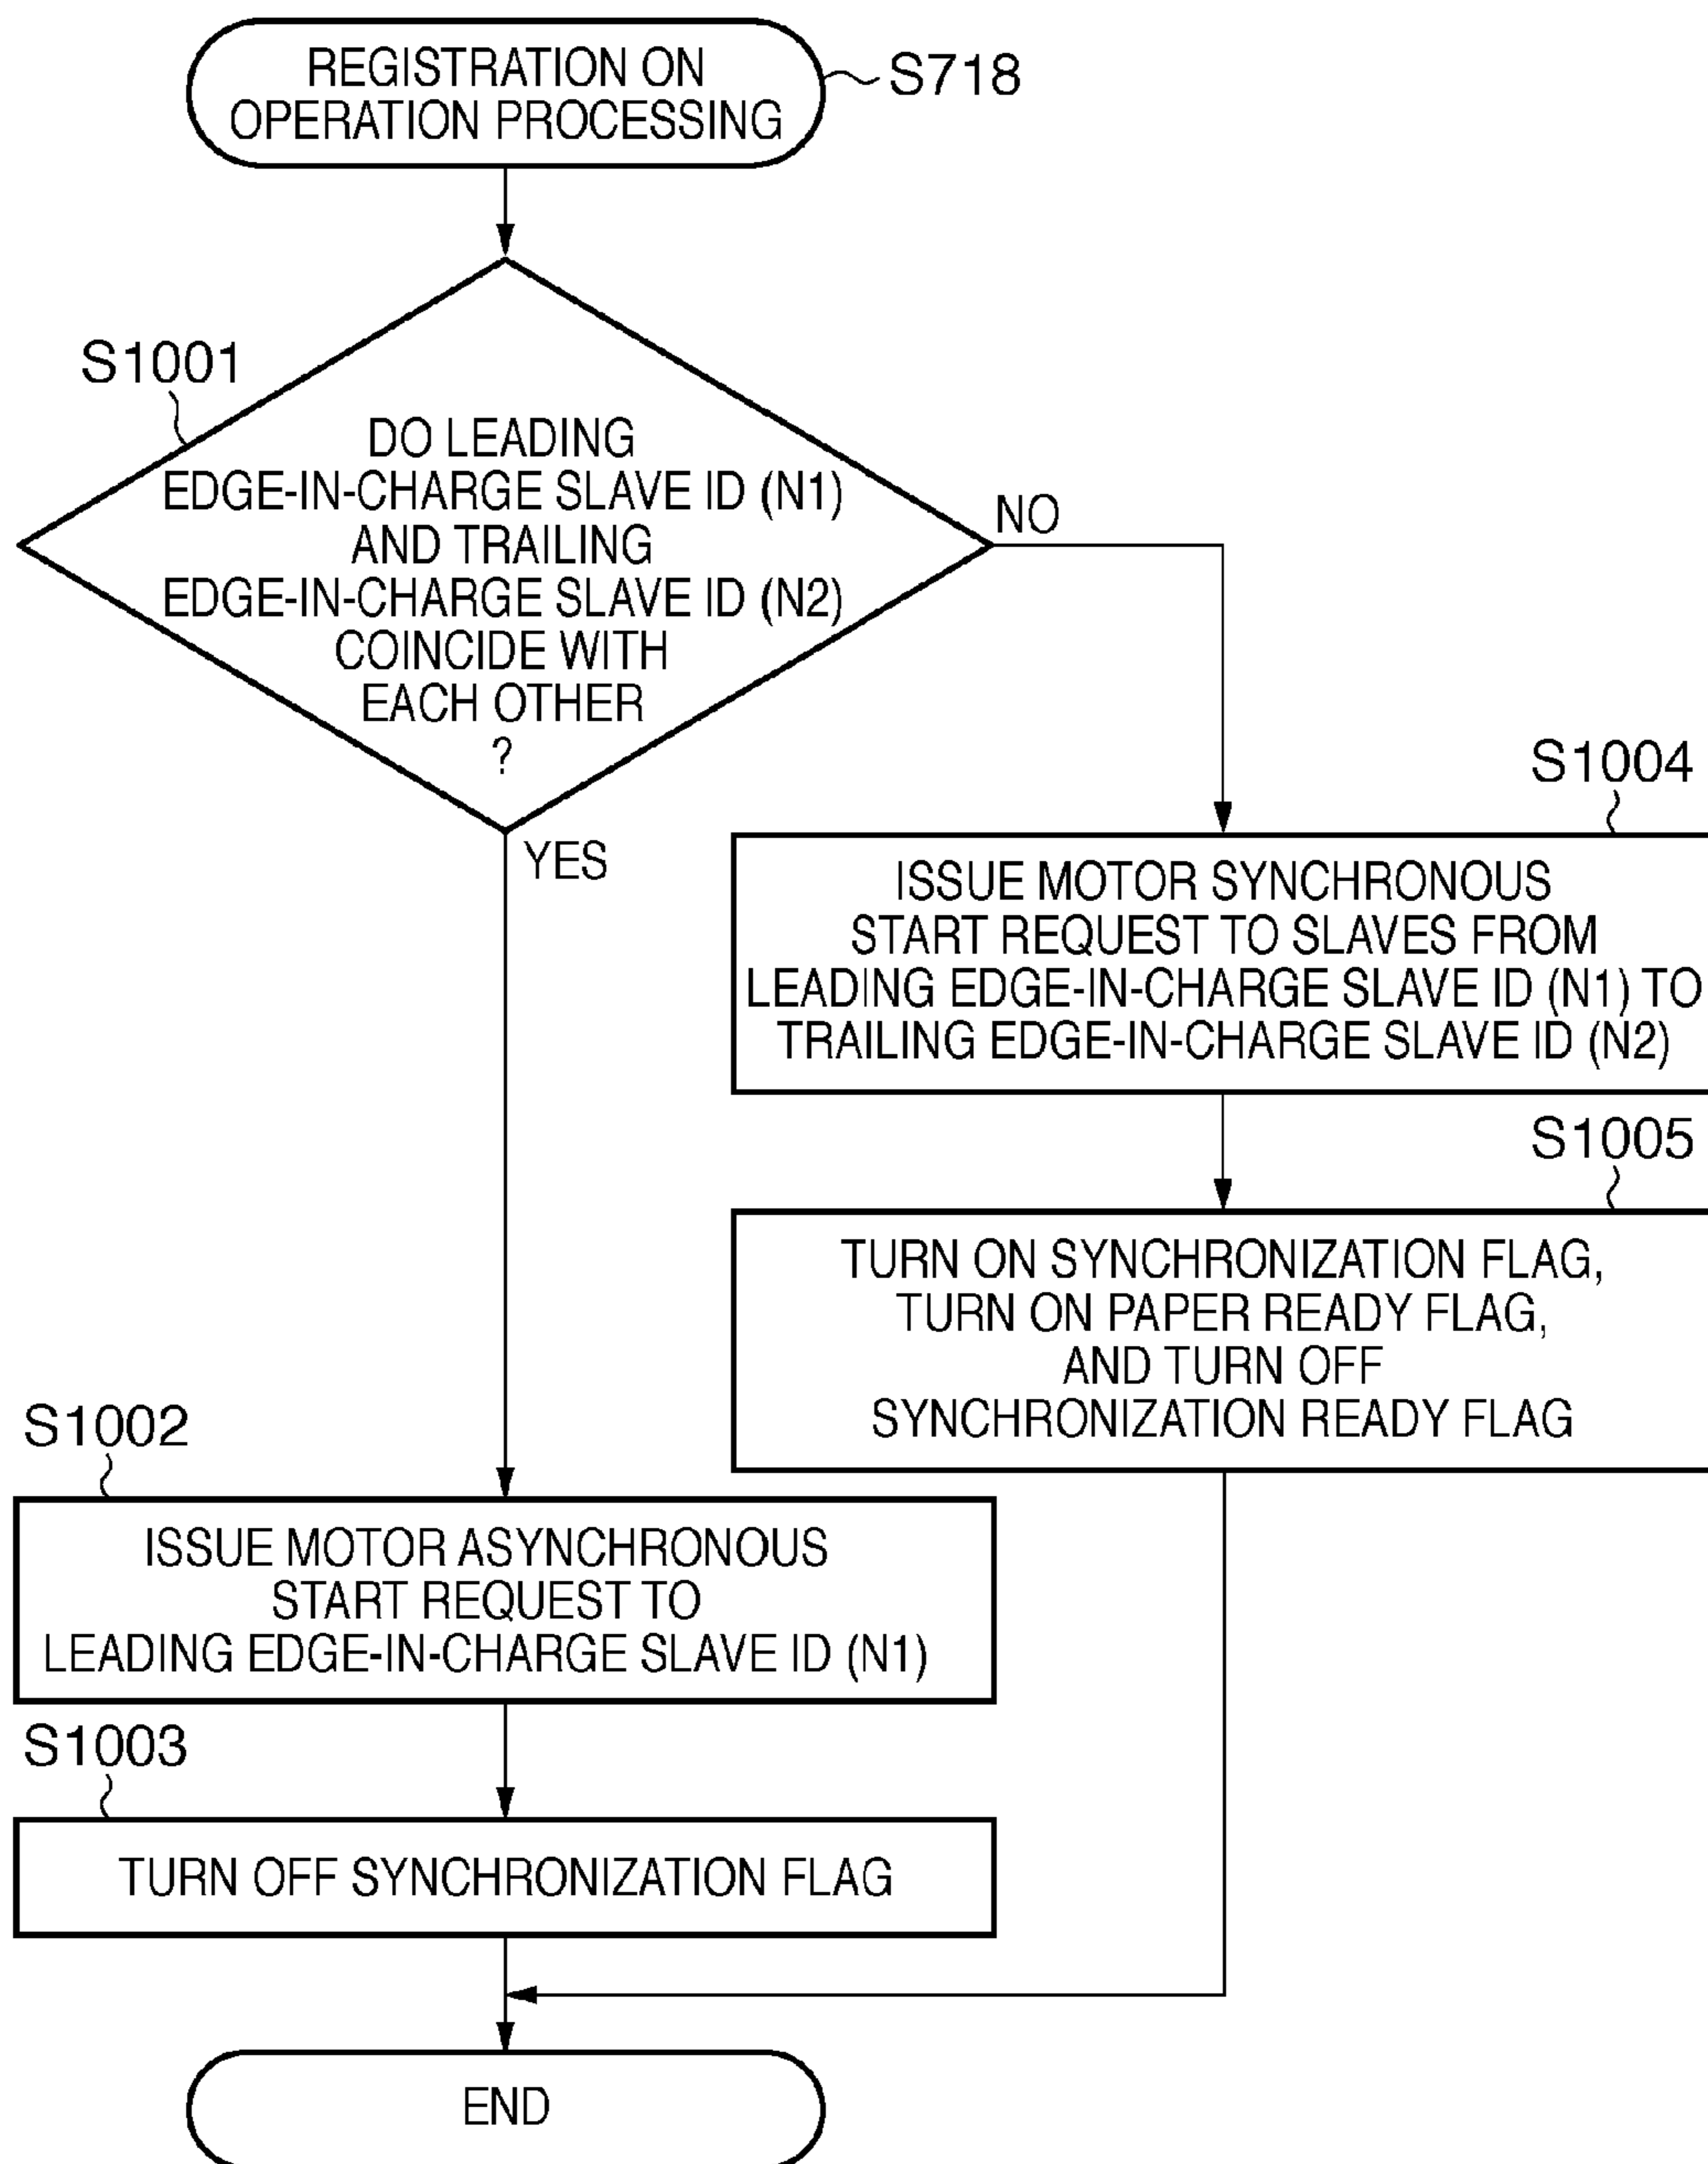 REGISTRATION ON
OPERATION PROCESSING
S718
S1001
DO LEADING
EDGE-IN-CHARGE SLAVE ID (N1)
AND TRAILING
EDGE-IN-CHARGE SLAVE ID (N2)
COINCIDE WITH
EACH OTHER
?
NO
YES
S1004
ISSUE MOTOR SYNCHRONOUS
START REQUEST TO SLAVES FROM
LEADING EDGE-IN-CHARGE SLAVE ID (N1) TO
TRAILING EDGE-IN-CHARGE SLAVE ID (N2)
S1005
TURN ON SYNCHRONIZATION FLAG,
TURN ON PAPER READY FLAG,
AND TURN OFF
SYNCHRONIZATION READY FLAG
S1002
ISSUE MOTOR ASYNCHRONOUS
START REQUEST TO
LEADING EDGE-IN-CHARGE SLAVE ID (N1)
S1003
TURN OFF SYNCHRONIZATION FLAG
END